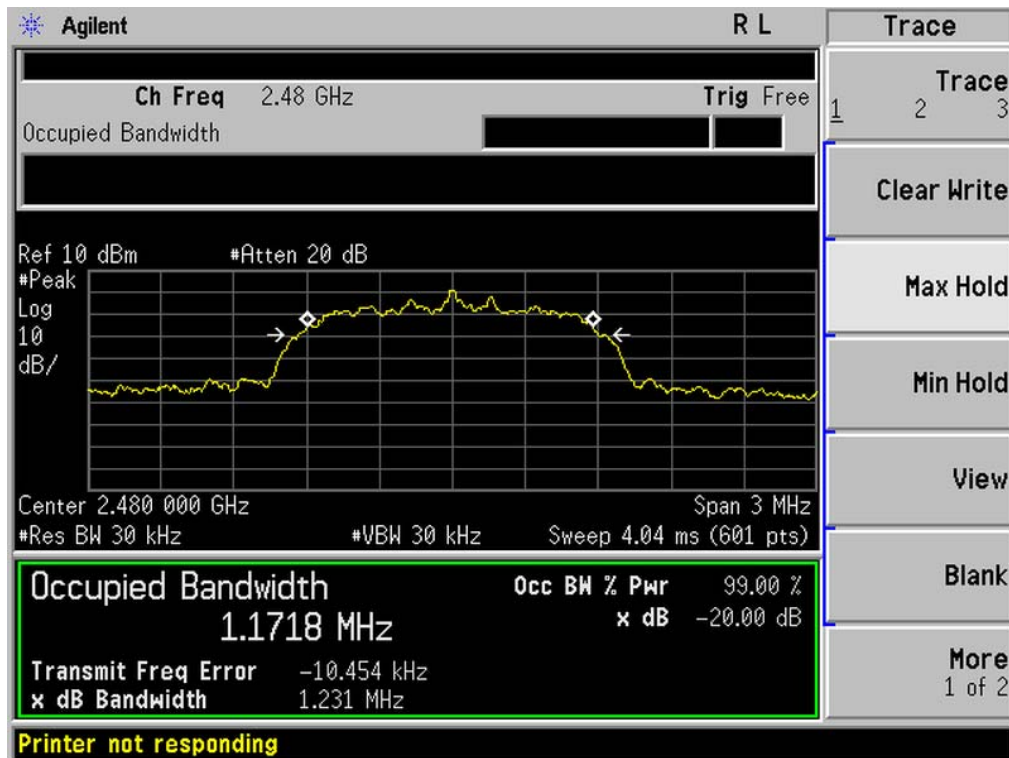 Agilent R L Trace
Ch Freq 2.48 GHz Trig Free
Occupied Bandwidth
Ref 10 dBm #Atten 20 dB
#Peak
Log
10
dB/
Center 2.480 000 GHz Span 3 MHz
#Res BW 30 kHz #VBW 30 kHz Sweep 4.04 ms (601 pts)
Occupied Bandwidth
1.1718 MHz
Occ BW % Pwr 99.00 %
x dB -20.00 dB
Transmit Freq Error -10.454 kHz
x dB Bandwidth 1.231 MHz
Printer not responding
Trace
1 2 3
Clear Write
Max Hold
Min Hold
View
Blank
More
1 of 2